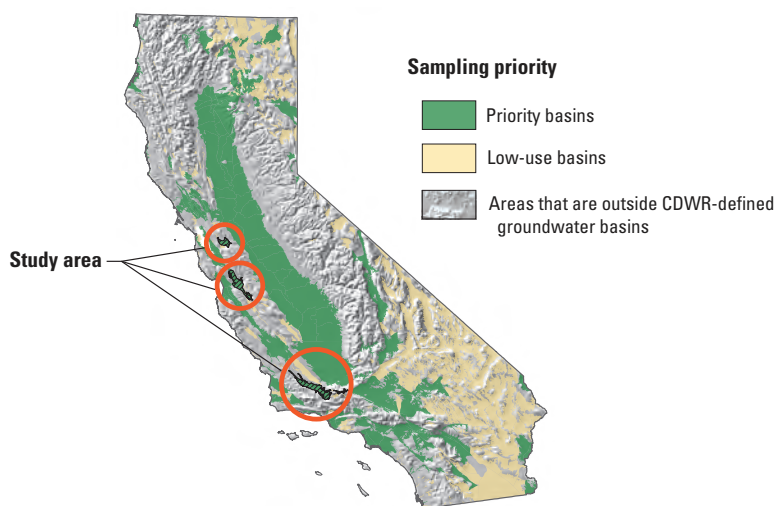 Sampling priority
Priority basins
Low-use basins
Areas that are outside CDWR-defined
groundwater basins
Study area